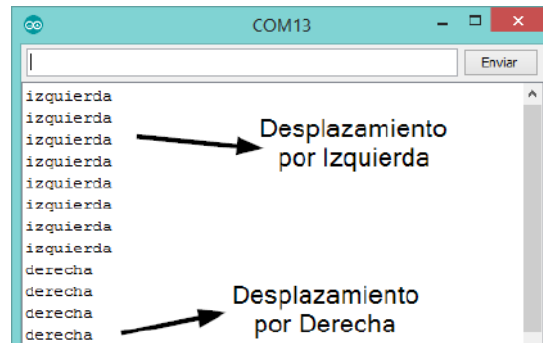 COM13
Enviar
izquierda
izquierda
izquierda
izquierda
izquierda
izquierda
izquierda
izquierda
derecha
derecha
derecha
derecha
Desplazamiento
por Izquierda
Desplazamiento
por Derecha